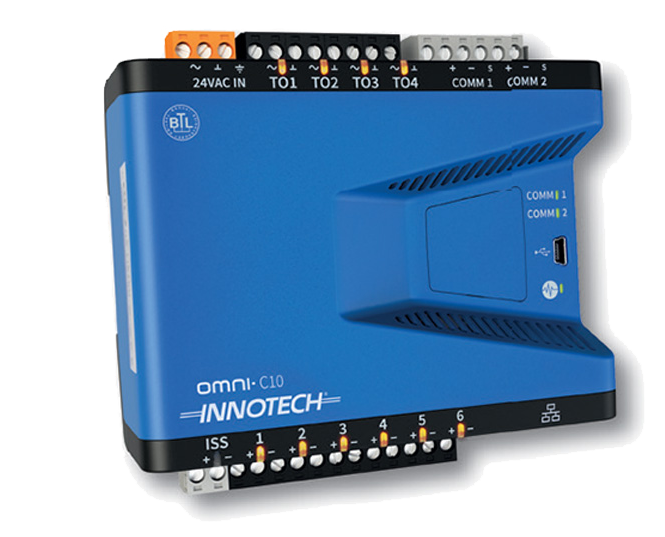 24VAC IN TO1 TO2 TO3 TO4 COMM 1 COMM 2
BTL
COMM 1
COMM 2
omni· C10
INNOTECH
ISS 1 2 3 4 5 6